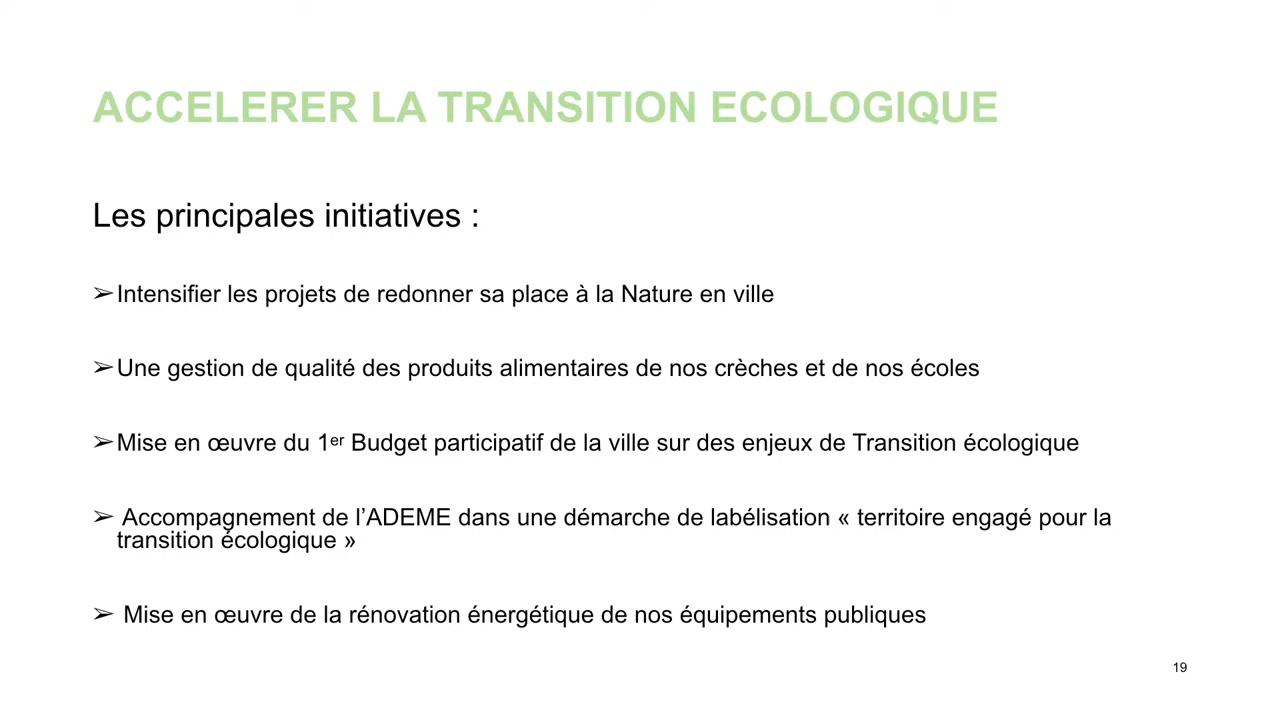 ACCELERER LA TRANSITION ECOLOGIQUE
Les principales initiatives :
➢Intensifier les projets de redonner sa place à la Nature en ville
➢Une gestion de qualité des produits alimentaires de nos crèches et de nos écoles
➢Mise en œuvre du 1er Budget participatif de la ville sur des enjeux de Transition écologique
➢ Accompagnement de l’ADEME dans une démarche de labélisation « territoire engagé pour la
transition écologique »
➢ Mise en œuvre de la rénovation énergétique de nos équipements publiques
19